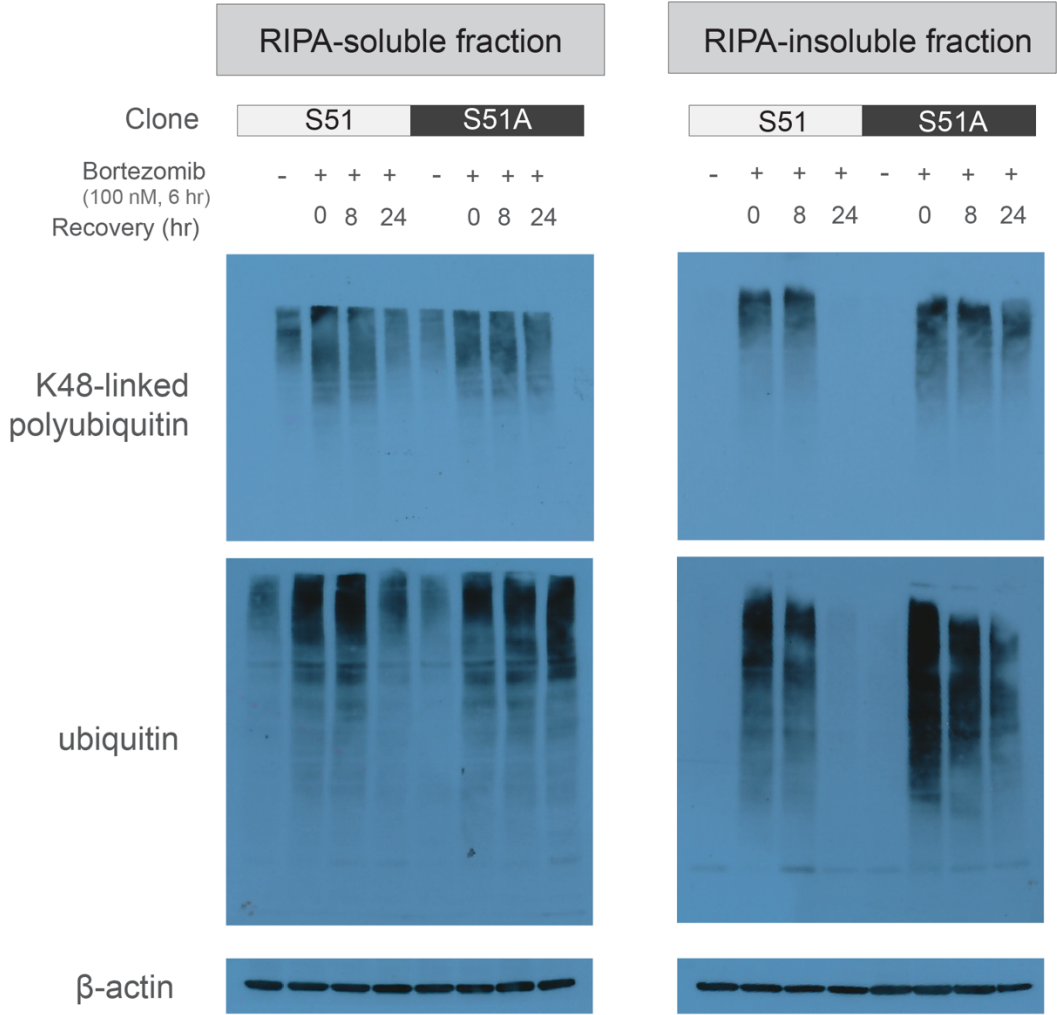 RIPA-soluble fraction RIPA-insoluble fraction
Clone S51 S51A S51 S51A
Bortezomib - + + + - + + + - + + + - + + +
(100 nM, 6 hr)
Recovery (hr) 0 8 24 0 8 24 0 8 24 0 8 24
K48-linked
polyubiquitin
ubiquitin
β-actin